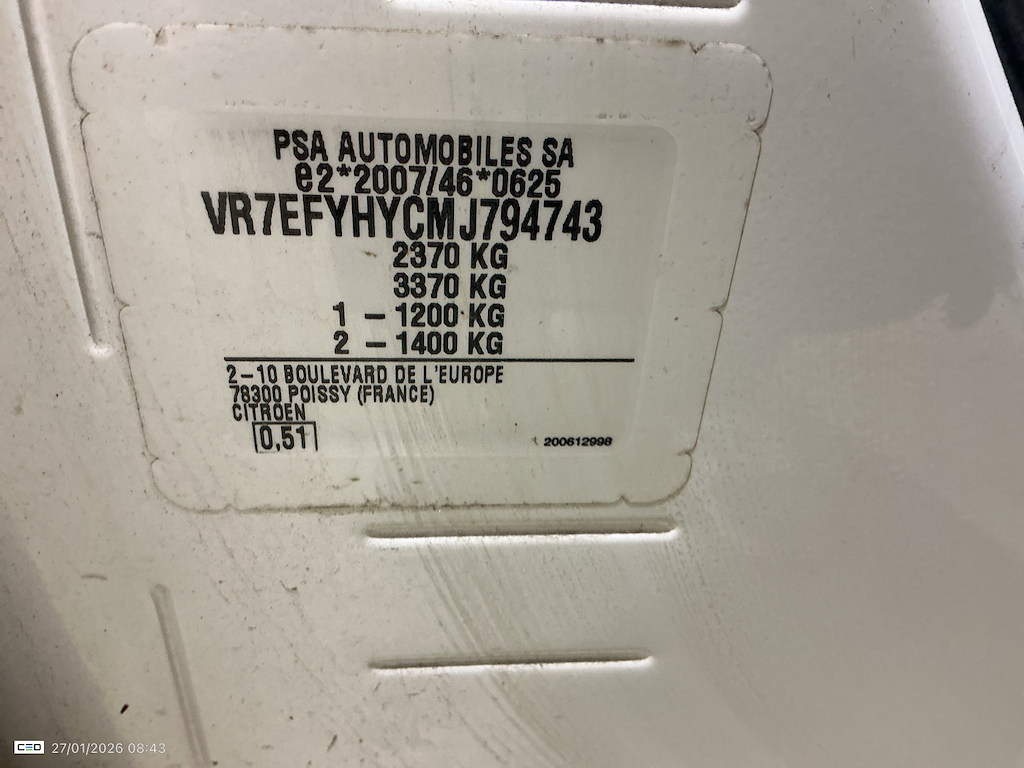 PSA AUTOMOBILES SA
e2*2007/46*0625
VR7EFYHYCMJ794743
2370 KG
3370 KG
1 – 1200 KG
2 – 1400 KG
2–10 BOULEVARD DE L'EUROPE
78300 POISSY (FRANCE)
CITROEN
0,51
200612998
CEO 27/01/2026 08:43